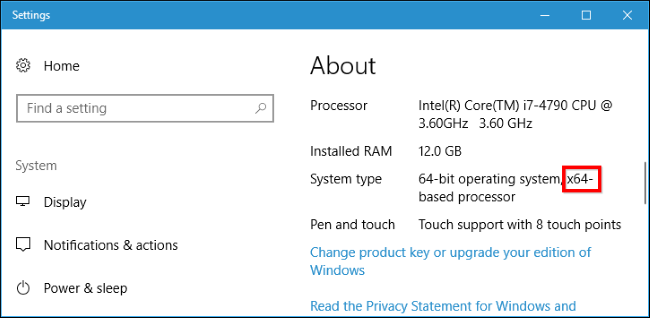 Settings
Home
Find a setting
System
Display
Notifications & actions
Power & sleep
About
Processor Intel(R) Core(TM) i7-4790 CPU @
3.60GHz 3.60 GHz
Installed RAM 12.0 GB
System type 64-bit operating system, x64-
based processor
Pen and touch Touch support with 8 touch points
Change product key or upgrade your edition of
Windows
Read the Privacy Statement for Windows and